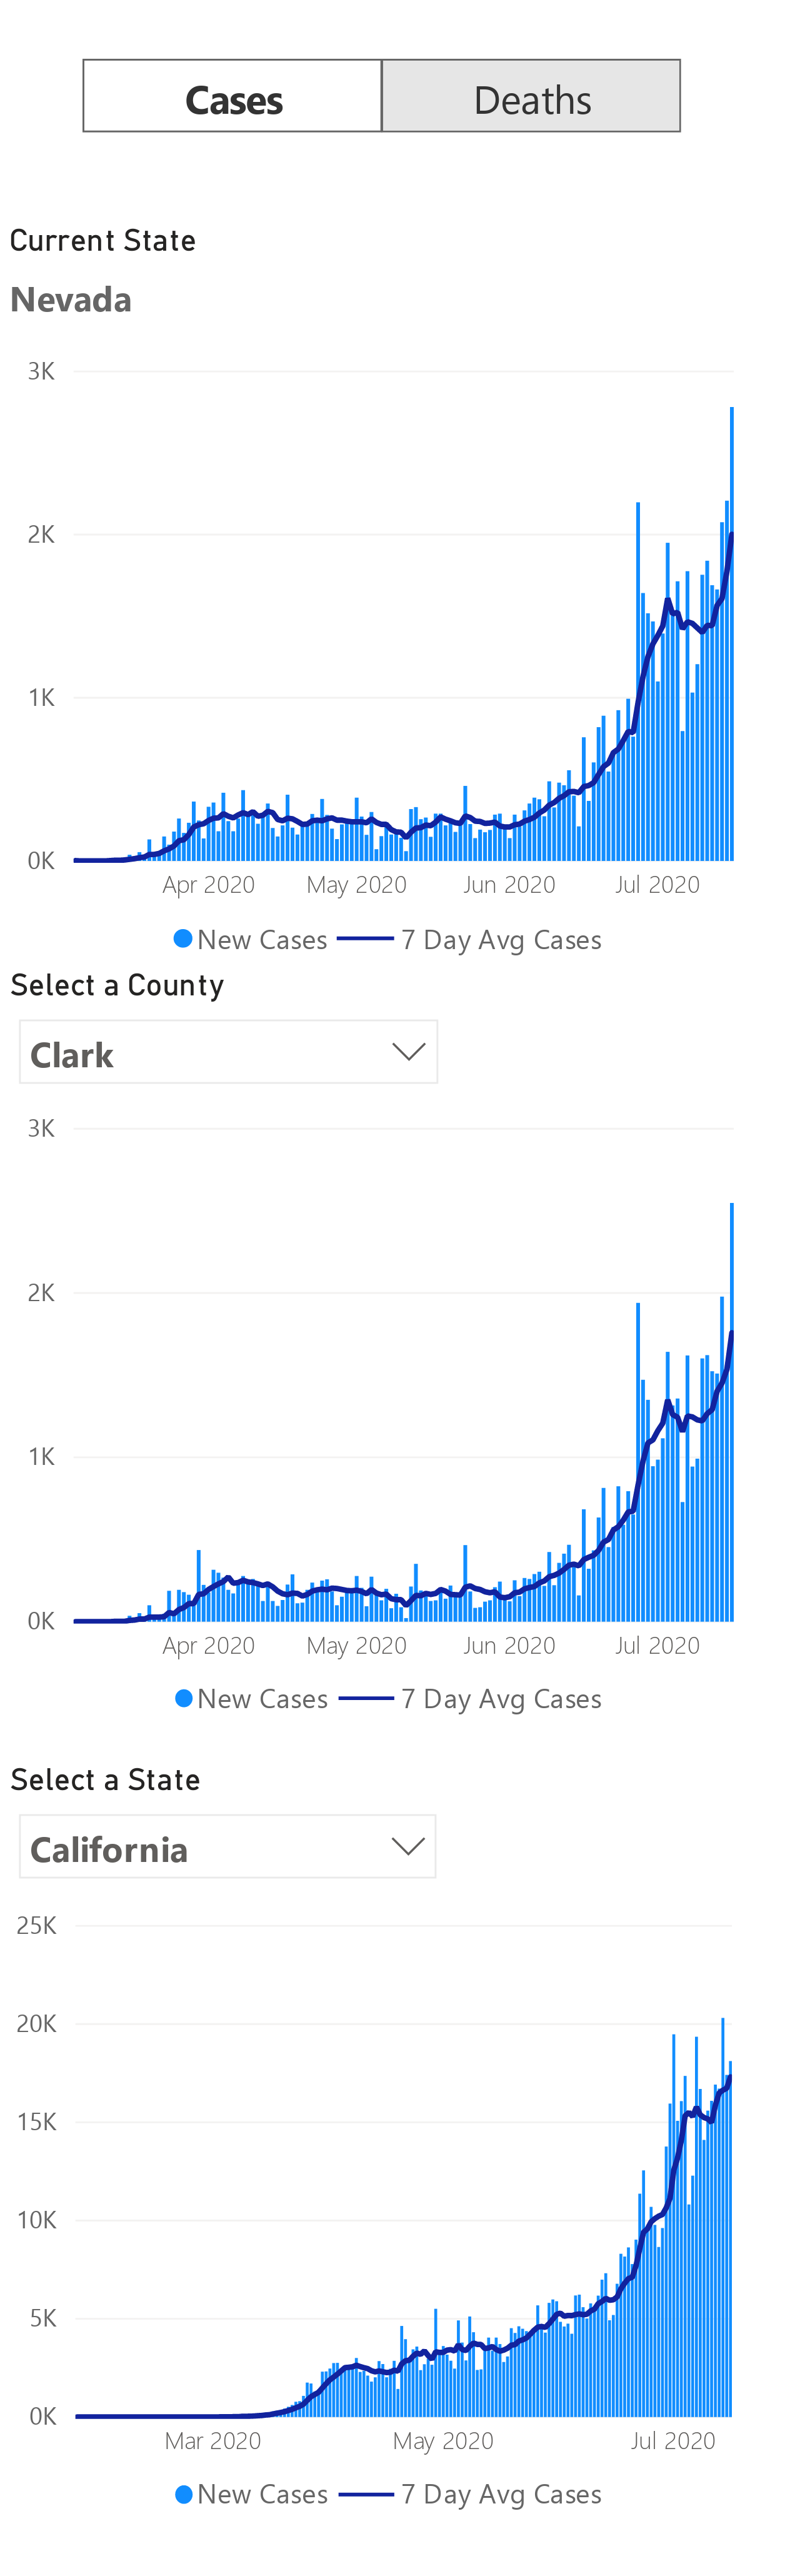 Cases Deaths
Current State
Nevada
3K
2K
1K
0K
Apr 2020 May 2020 Jun 2020 Jul 2020
New Cases 7 Day Avg Cases
Select a County
Clark
3K
2K
1K
0K
Apr 2020 May 2020 Jun 2020 Jul 2020
New Cases 7 Day Avg Cases
Select a State
California
25K
20K
15K
10K
5K
0K
Mar 2020 May 2020 Jul 2020
New Cases 7 Day Avg Cases